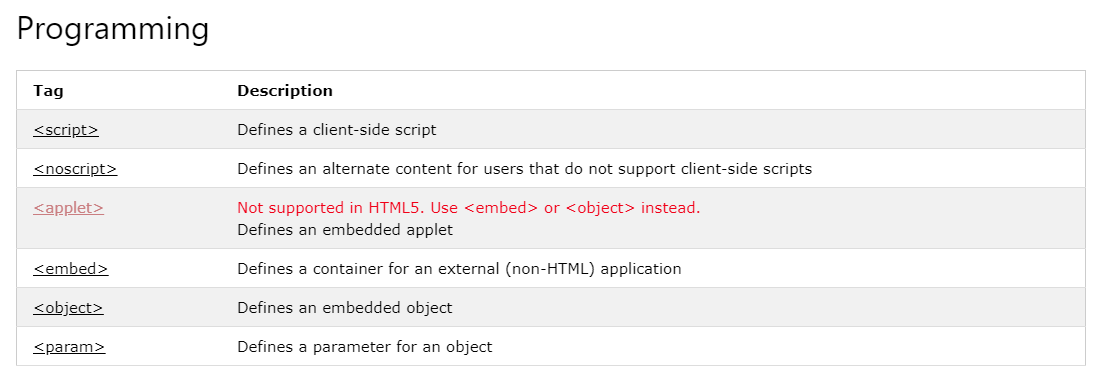 Programming
Tag Description
<script> Defines a client-side script
<noscript> Defines an alternate content for users that do not support client-side scripts
<applet> Not supported in HTML5. Use <embed> or <object> instead.
Defines an embedded applet
<embed> Defines a container for an external (non-HTML) application
<object> Defines an embedded object
<param> Defines a parameter for an object